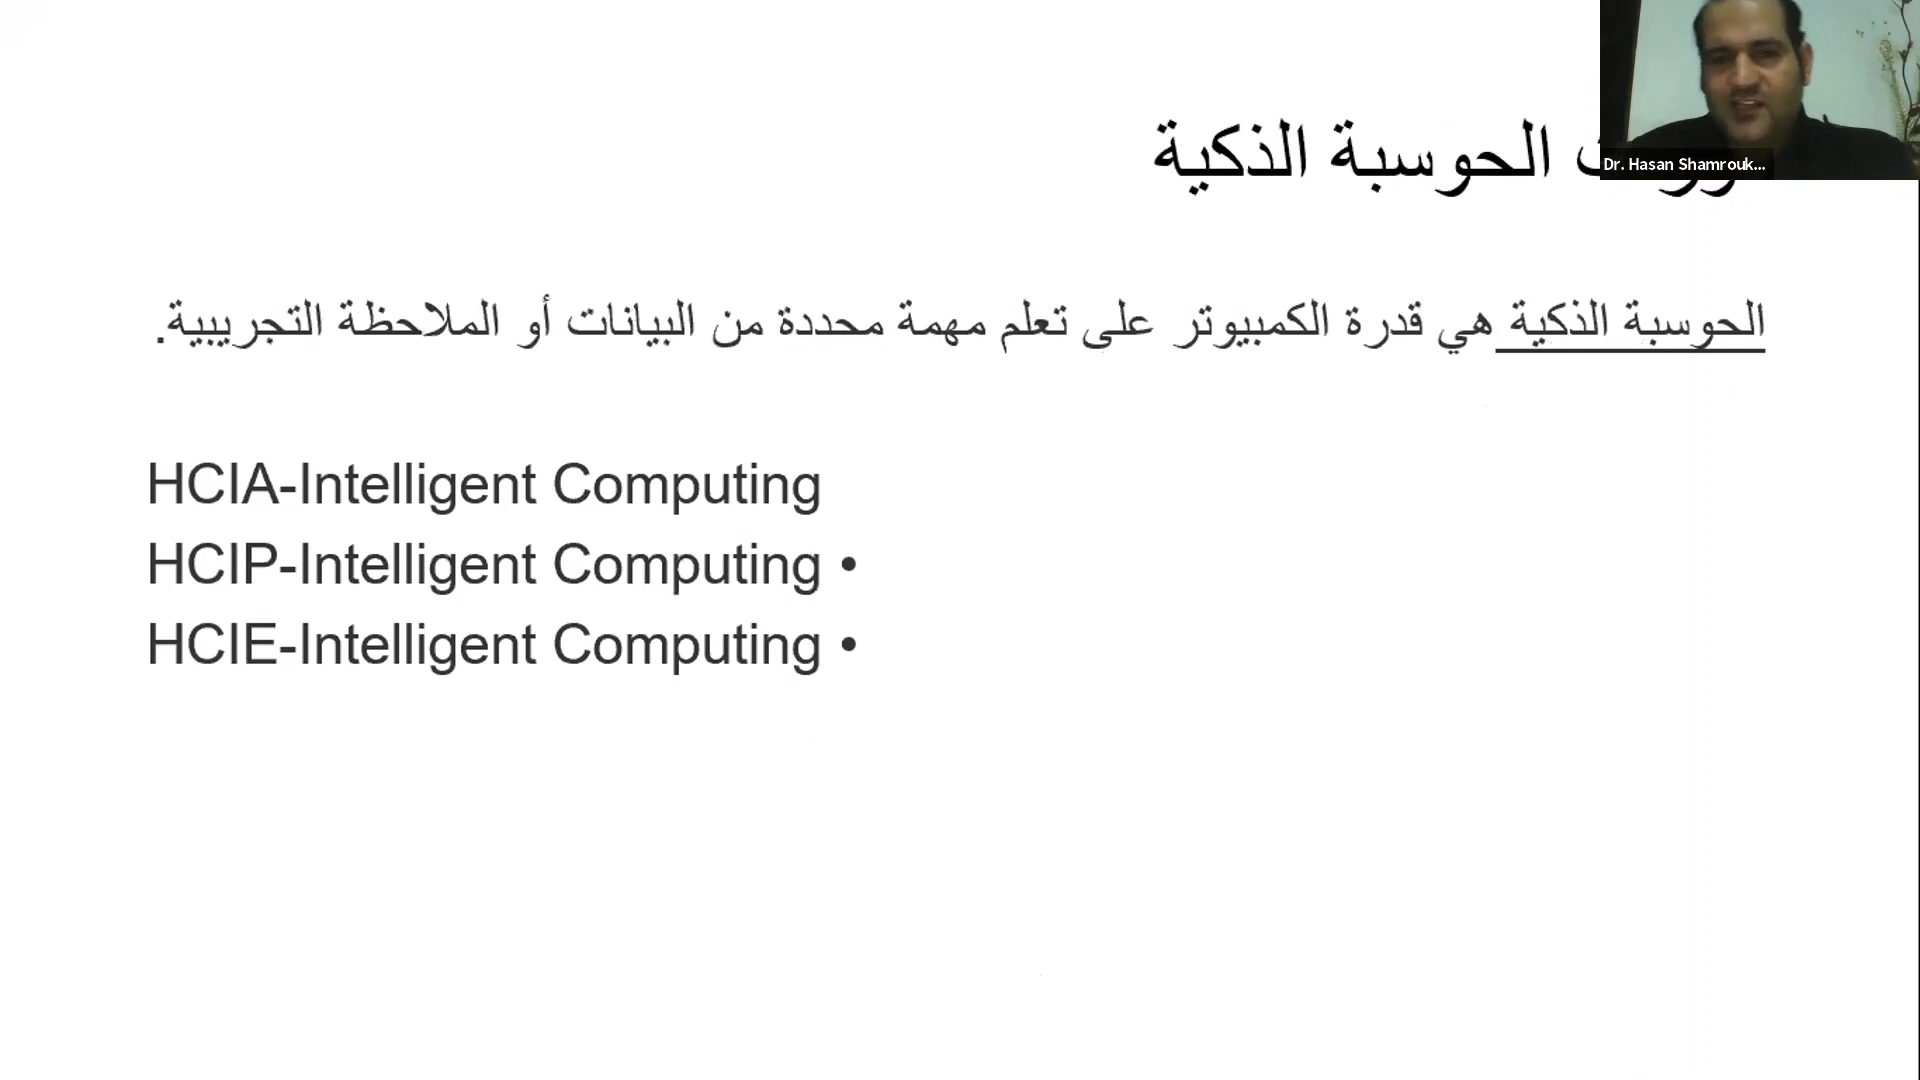 الحوسبة الذكية
Dr. Hasan Shamrouk...
الحوسبة الذكية هي قدرة الكمبيوتر على تعلم مهمة محددة من البيانات أو الملاحظة التجريبية.
HCIA-Intelligent Computing
HCIP-Intelligent Computing •
HCIE-Intelligent Computing •